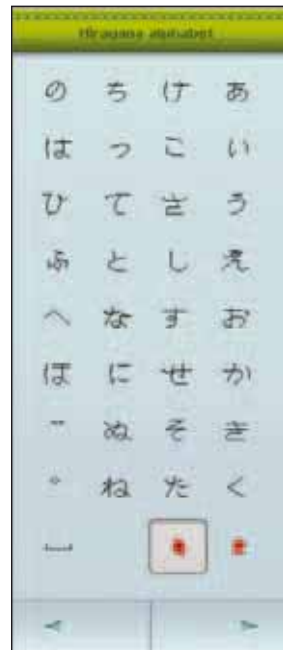 Hiragana alphabet
の ち け あ
は つ こ い
ひ て さ う
ふ と し え
へ な す お
ほ に せ か
゛ ぬ そ き
゜ ね た く